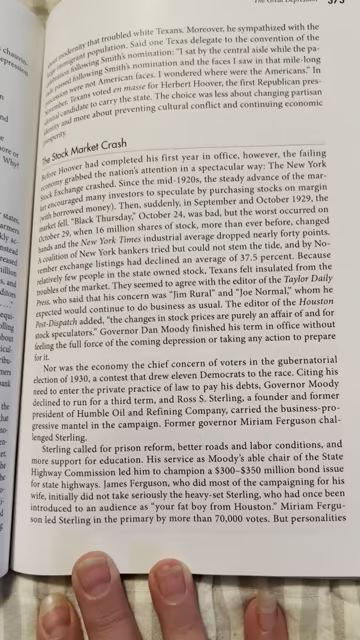 The Great Depression 373
modernity that troubled white Texans. Moreover, he sympathized with the
immigrant population. Said one Texas delegate to the convention of the
following Smith's nomination: "I sat by the central aisle while the pa-
rade passed following Smith's nomination and the faces I saw in that mile-long
were not American faces. I wondered where were the Americans." In
November, Texans voted en masse for Herbert Hoover, the first Republican pres-
idential candidate to carry the state. The choice was less about changing partisan
identity and more about preventing cultural conflict and continuing economic
prosperity.
The Stock Market Crash
Before Hoover had completed his first year in office, however, the failing
economy grabbed the nation's attention in a spectacular way: The New York
Stock Exchange crashed. Since the mid-1920s, the steady advance of the mar-
ket encouraged many investors to speculate by purchasing stocks on margin
(with borrowed money). Then, suddenly, in September and October 1929, the
market fell. "Black Thursday," October 24, was bad, but the worst occurred on
October 29, when 16 million shares of stock, more than ever before, changed
hands and the New York Times industrial average dropped nearly forty points.
A coalition of New York bankers tried but could not stem the tide, and by No-
vember exchange listings had declined an average of 37.5 percent. Because
relatively few people in the state owned stock, Texans felt insulated from the
troubles of the market. They seemed to agree with the editor of the Taylor Daily
Press, who said that his concern was "Jim Rural" and "Joe Normal," whom he
expected would continue to do business as usual. The editor of the Houston
Post-Dispatch added, "the changes in stock prices are purely an affair of and for
stock speculators." Governor Dan Moody finished his term in office without
feeling the full force of the coming depression or taking any action to prepare
for it.
Nor was the economy the chief concern of voters in the gubernatorial
election of 1930, a contest that drew eleven Democrats to the race. Citing his
need to enter the private practice of law to pay his debts, Governor Moody
declined to run for a third term, and Ross S. Sterling, a founder and former
president of Humble Oil and Refining Company, carried the business-pro-
gressive mantel in the campaign. Former governor Miriam Ferguson chal-
lenged Sterling.
Sterling called for prison reform, better roads and labor conditions, and
more support for education. His service as Moody's able chair of the State
Highway Commission led him to champion a $300–$350 million bond issue
for state highways. James Ferguson, who did most of the campaigning for his
wife, initially did not take seriously the heavy-set Sterling, who had once been
introduced to an audience as "your fat boy from Houston." Miriam Fergu-
son led Sterling in the primary by more than 70,000 votes. But personalities